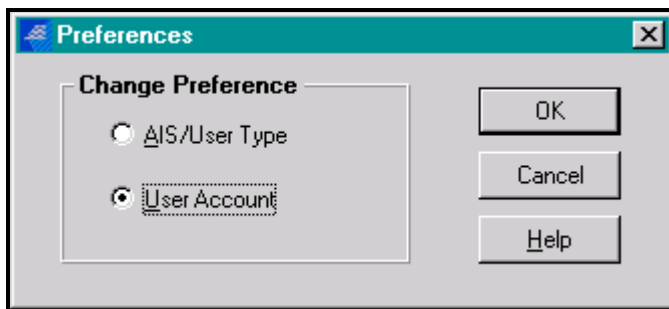 Preferences
Change Preference
AIS/User Type
User Account
OK
Cancel
Help